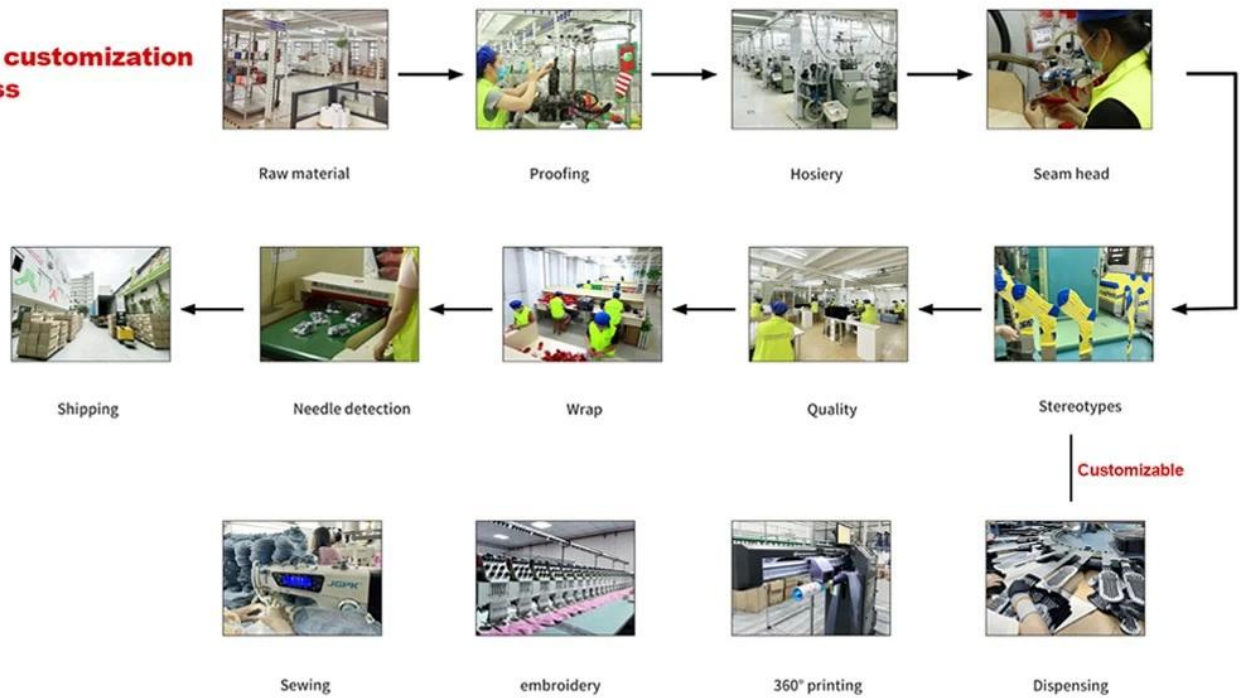 customization
ss
Raw material
Proofing
Hosiery
Seam head
Shipping
Needle detection
Wrap
Quality
Stereotypes
Customizable
JGPK
Sewing
embroidery
360° printing
Dispensing